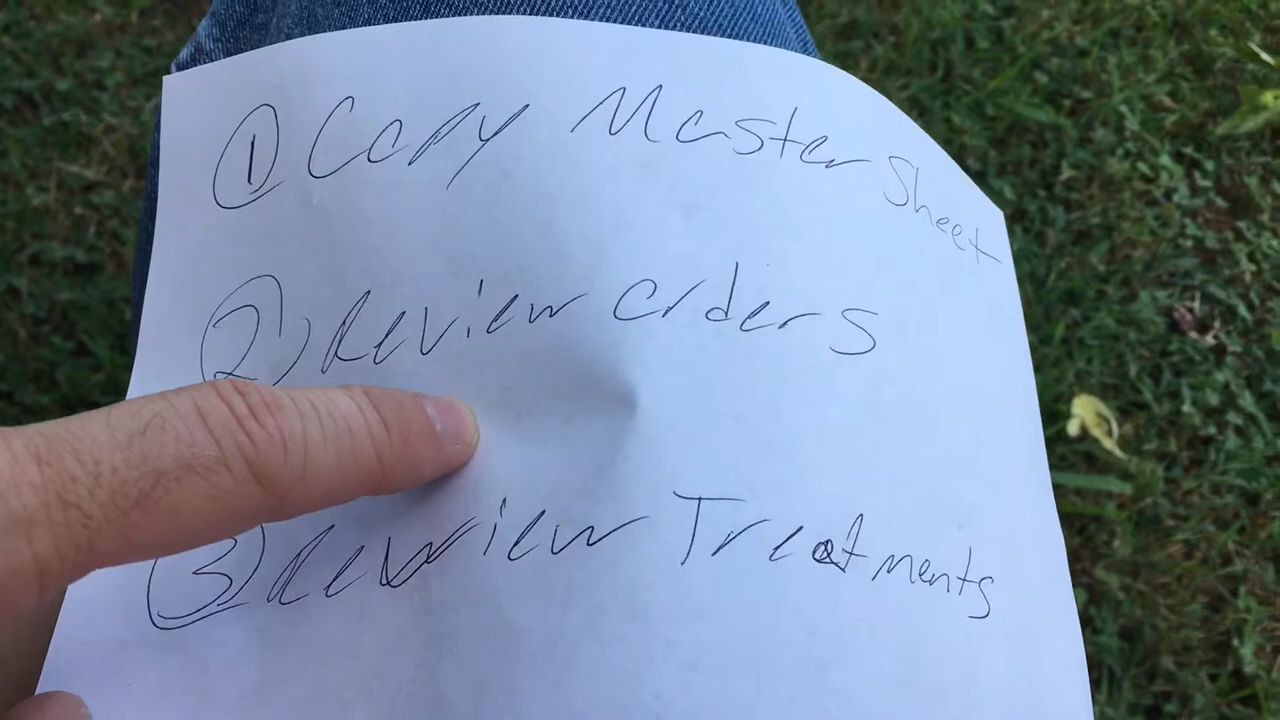 ① Copy Master Sheet
② Review Orders
③ Review Treatments